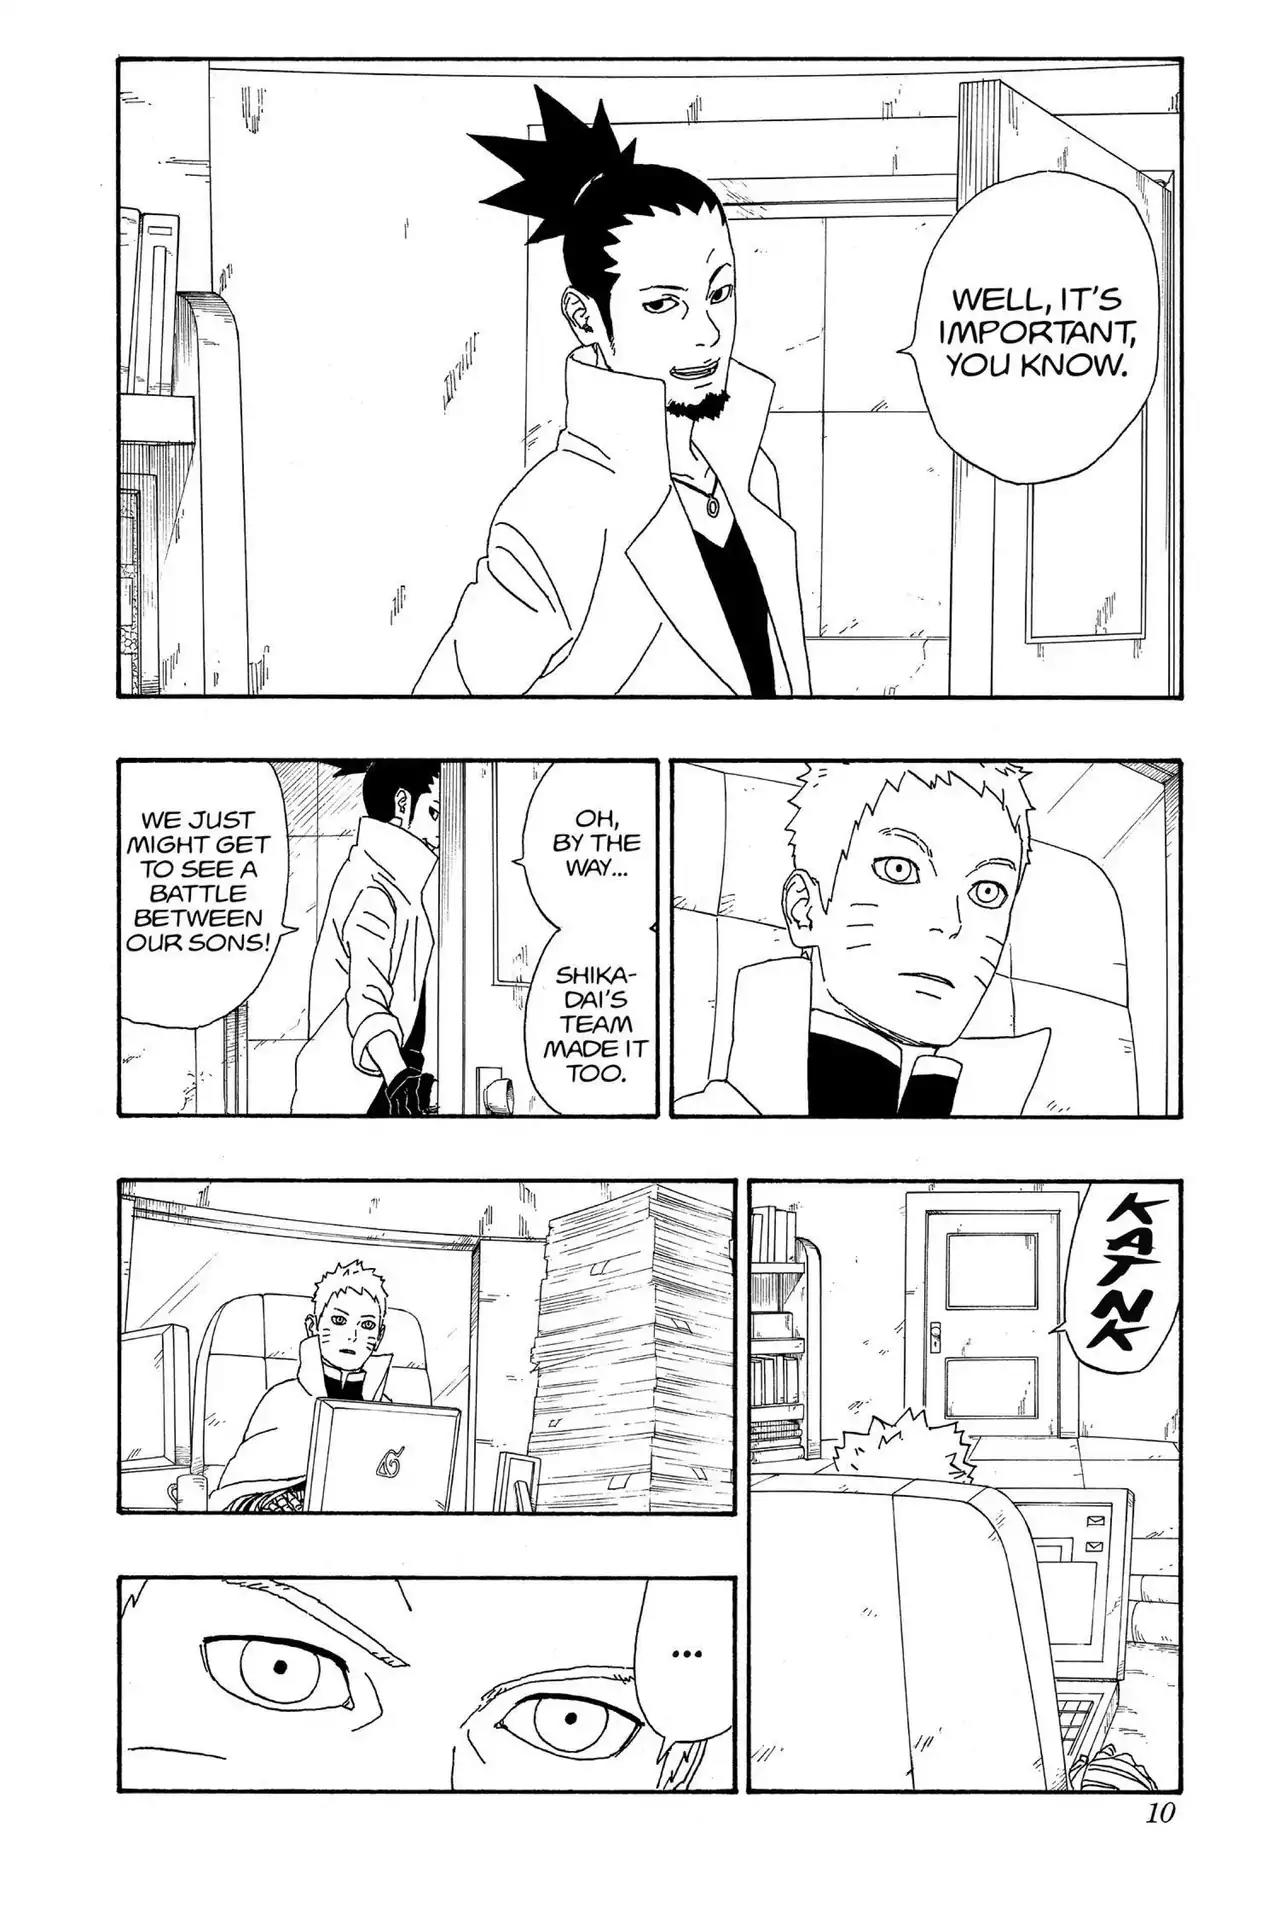 WELL, IT'S
IMPORTANT,
YOU KNOW.
OH,
BY THE
WAY...
SHIKA-
DAI'S
TEAM
MADE IT
TOO.
WE JUST
MIGHT GET
TO SEE A
BATTLE
BETWEEN
OUR SONS!
KATNK
...
10